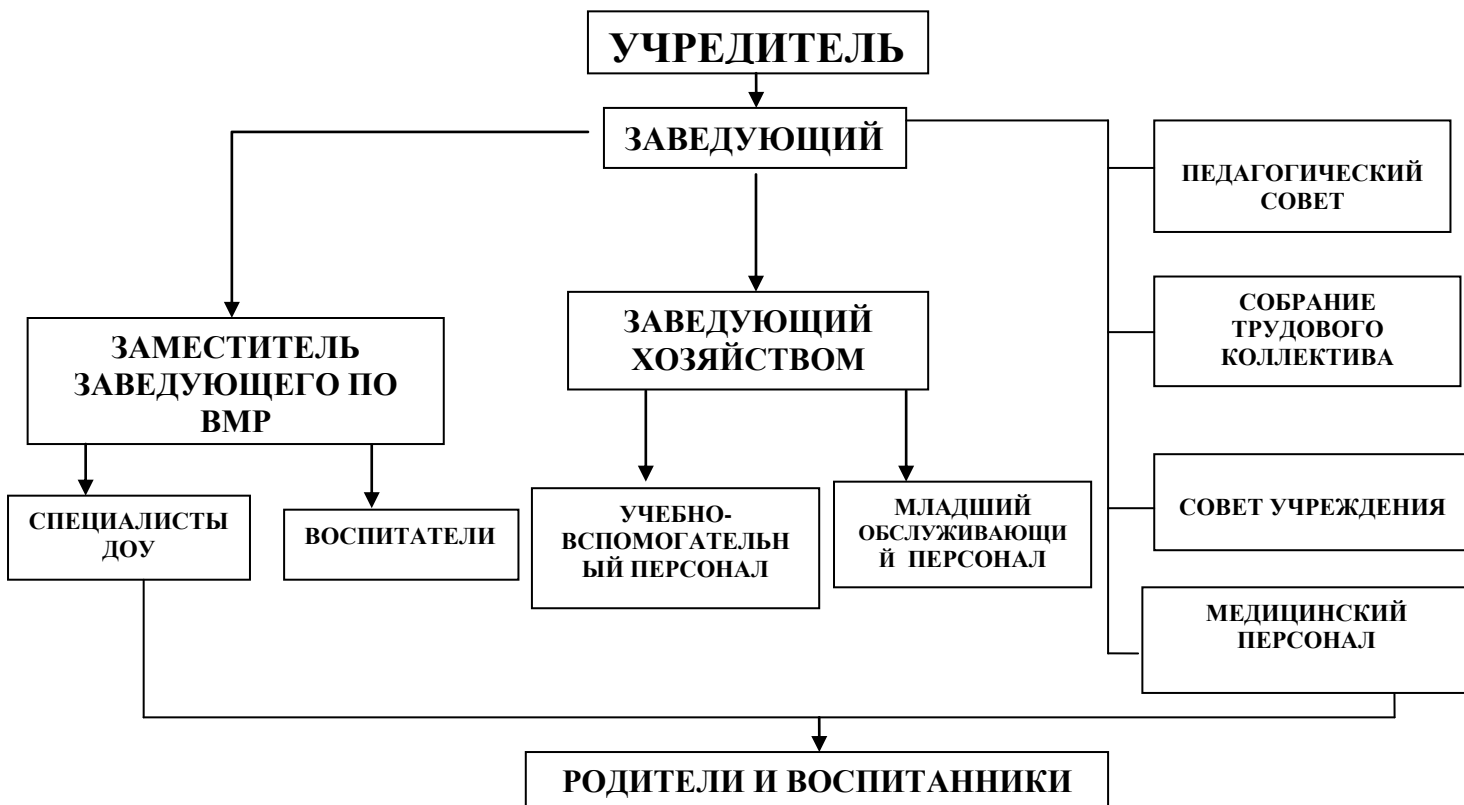 УЧРЕДИТЕЛЬ
ЗАВЕДУЮЩИЙ
ПЕДАГОГИЧЕСКИЙ
СОВЕТ
СОБРАНИЕ
ТРУДОВОГО
КОЛЛЕКТИВА
ЗАМЕСТИТЕЛЬ
ЗАВЕДУЮЩЕГО ПО
ВМР
ЗАВЕДУЮЩИЙ
ХОЗЯЙСТВОМ
СПЕЦИАЛИСТЫ
ДОУ
ВОСПИТАТЕЛИ
УЧЕБНО-
ВСПОМОГАТЕЛЬН
ЫЙ ПЕРСОНАЛ
МЛАДШИЙ
ОБСЛУЖИВАЮЩИ
Й ПЕРСОНАЛ
СОВЕТ УЧРЕЖДЕНИЯ
МЕДИЦИНСКИЙ
ПЕРСОНАЛ
РОДИТЕЛИ И ВОСПИТАННИКИ